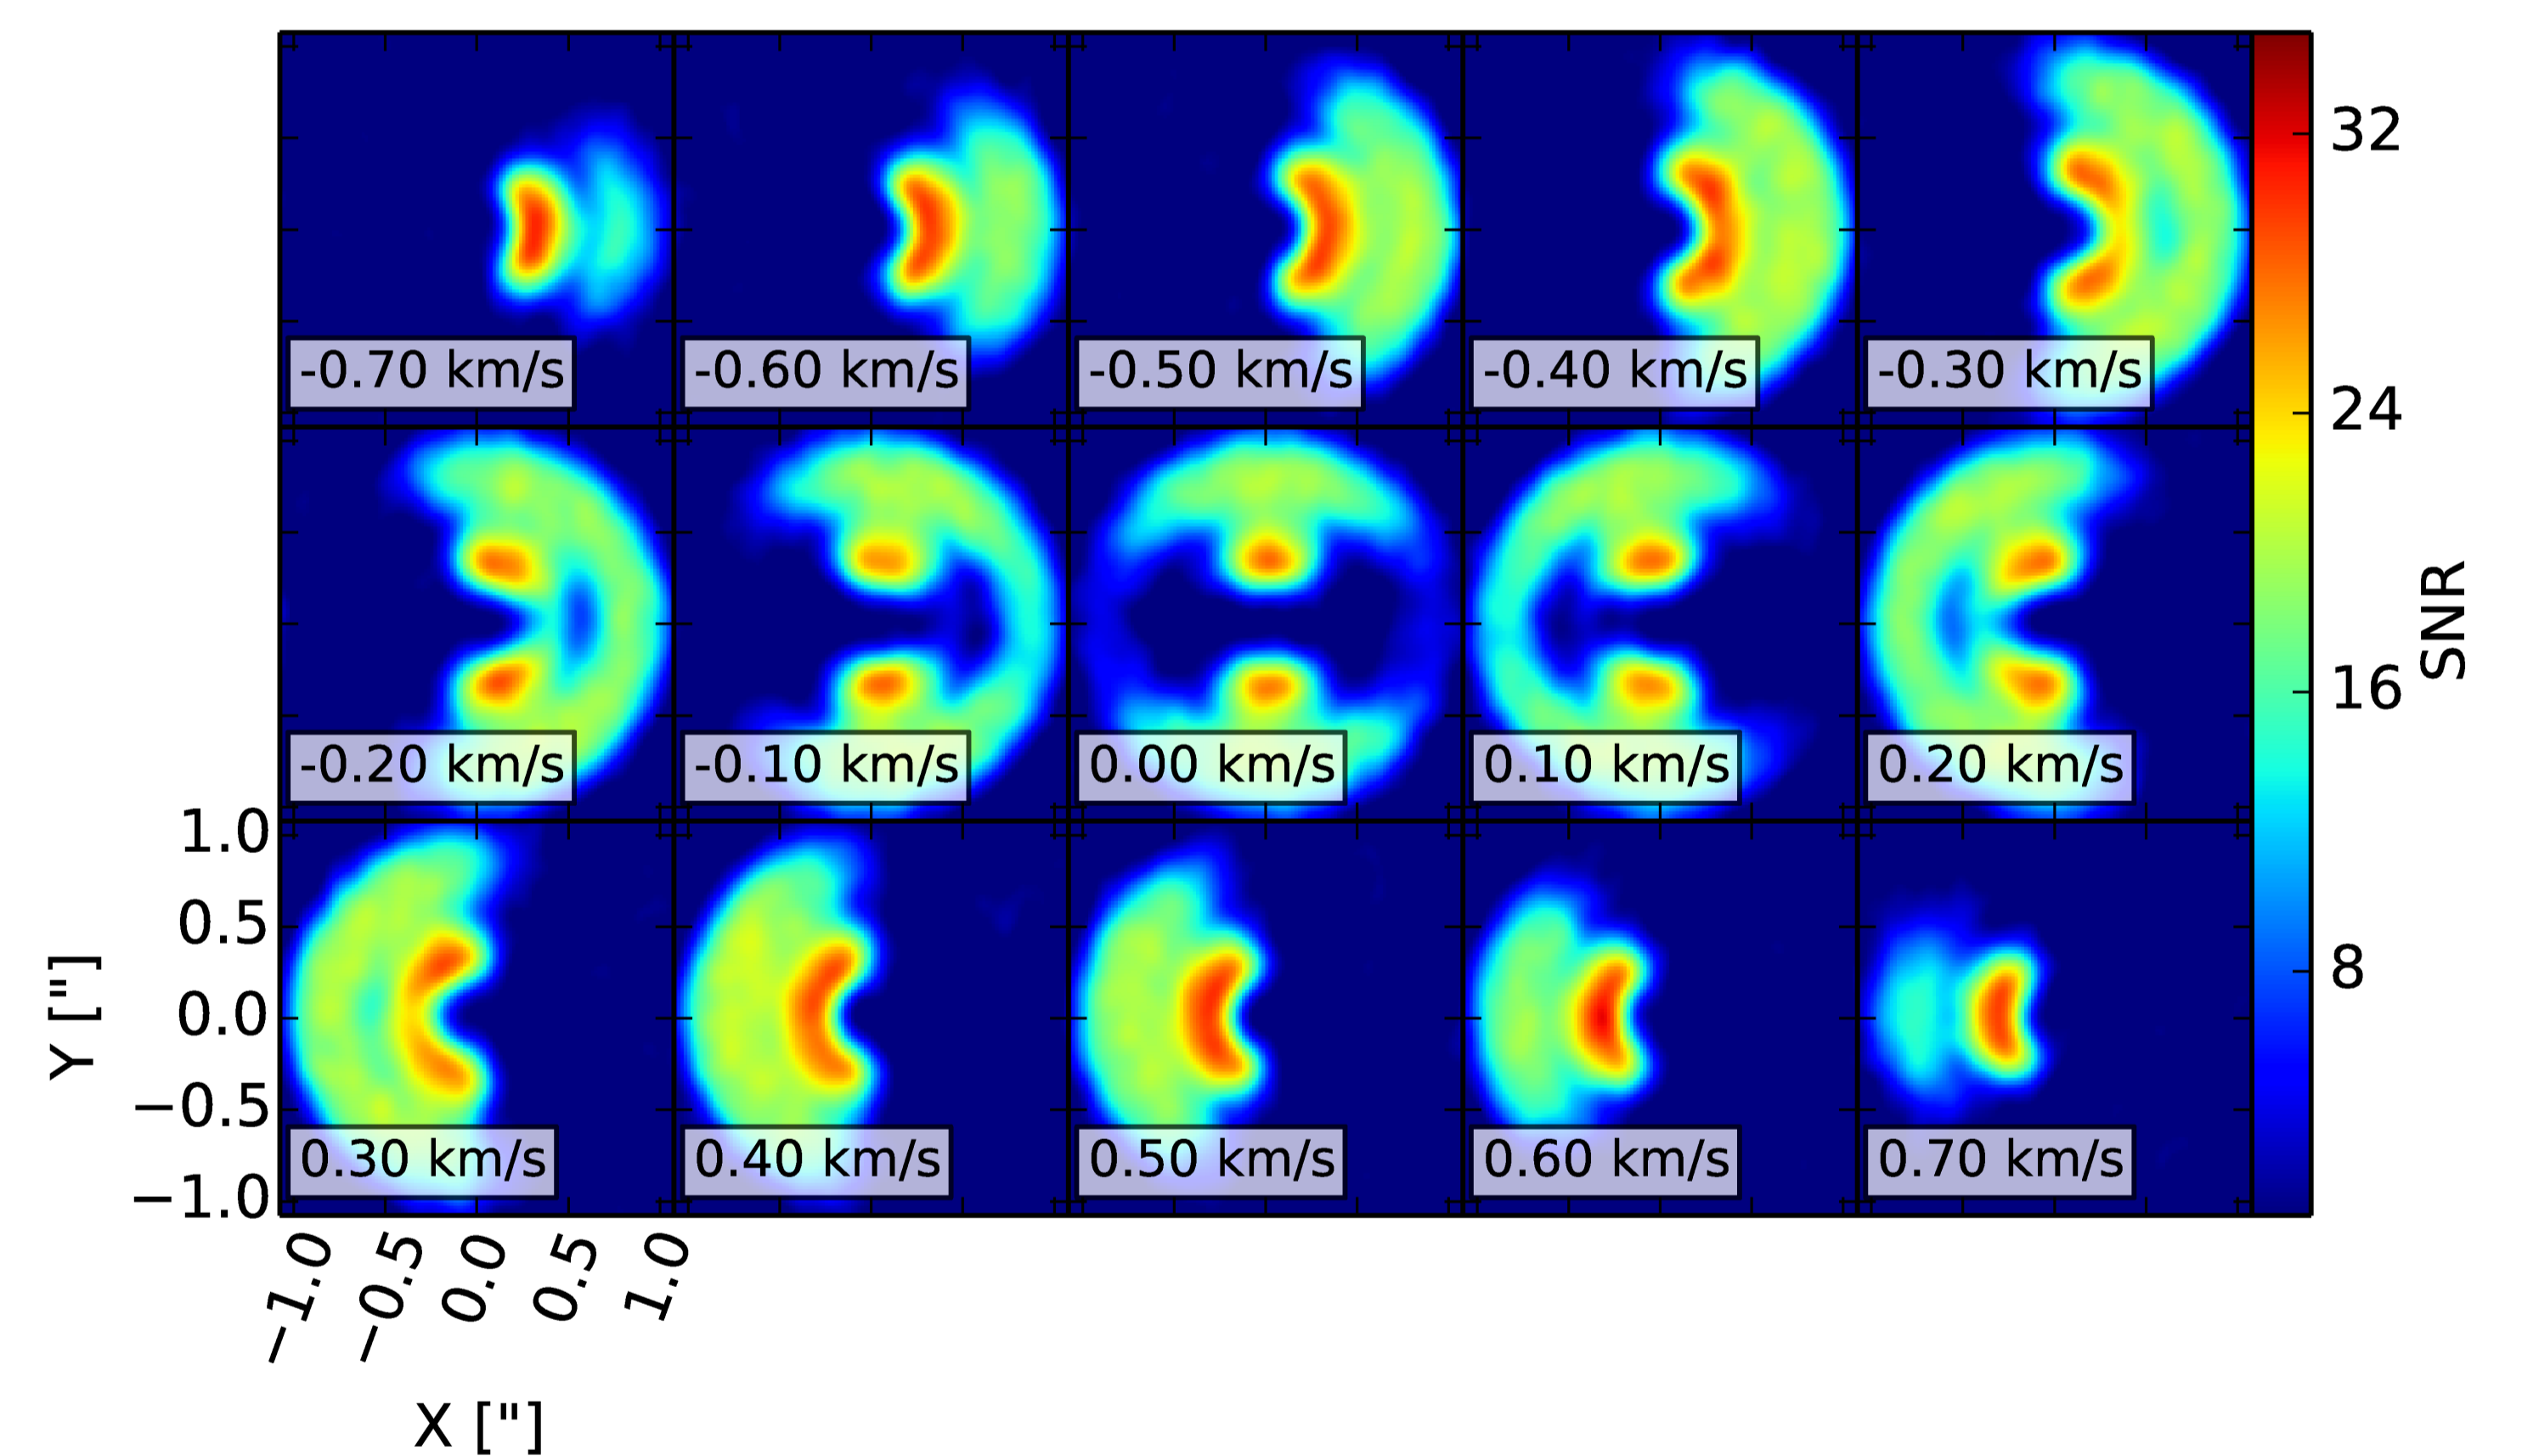 -0.70 km/s
-0.60 km/s
-0.50 km/s
-0.40 km/s
-0.30 km/s
-0.20 km/s
-0.10 km/s
0.00 km/s
0.10 km/s
0.20 km/s
0.30 km/s
0.40 km/s
0.50 km/s
0.60 km/s
0.70 km/s
1.0
0.5
0.0
−0.5
−1.0
Y ["]
−1.0
−0.5
0.0
0.5
1.0
X ["]
32
24
16
8
SNR